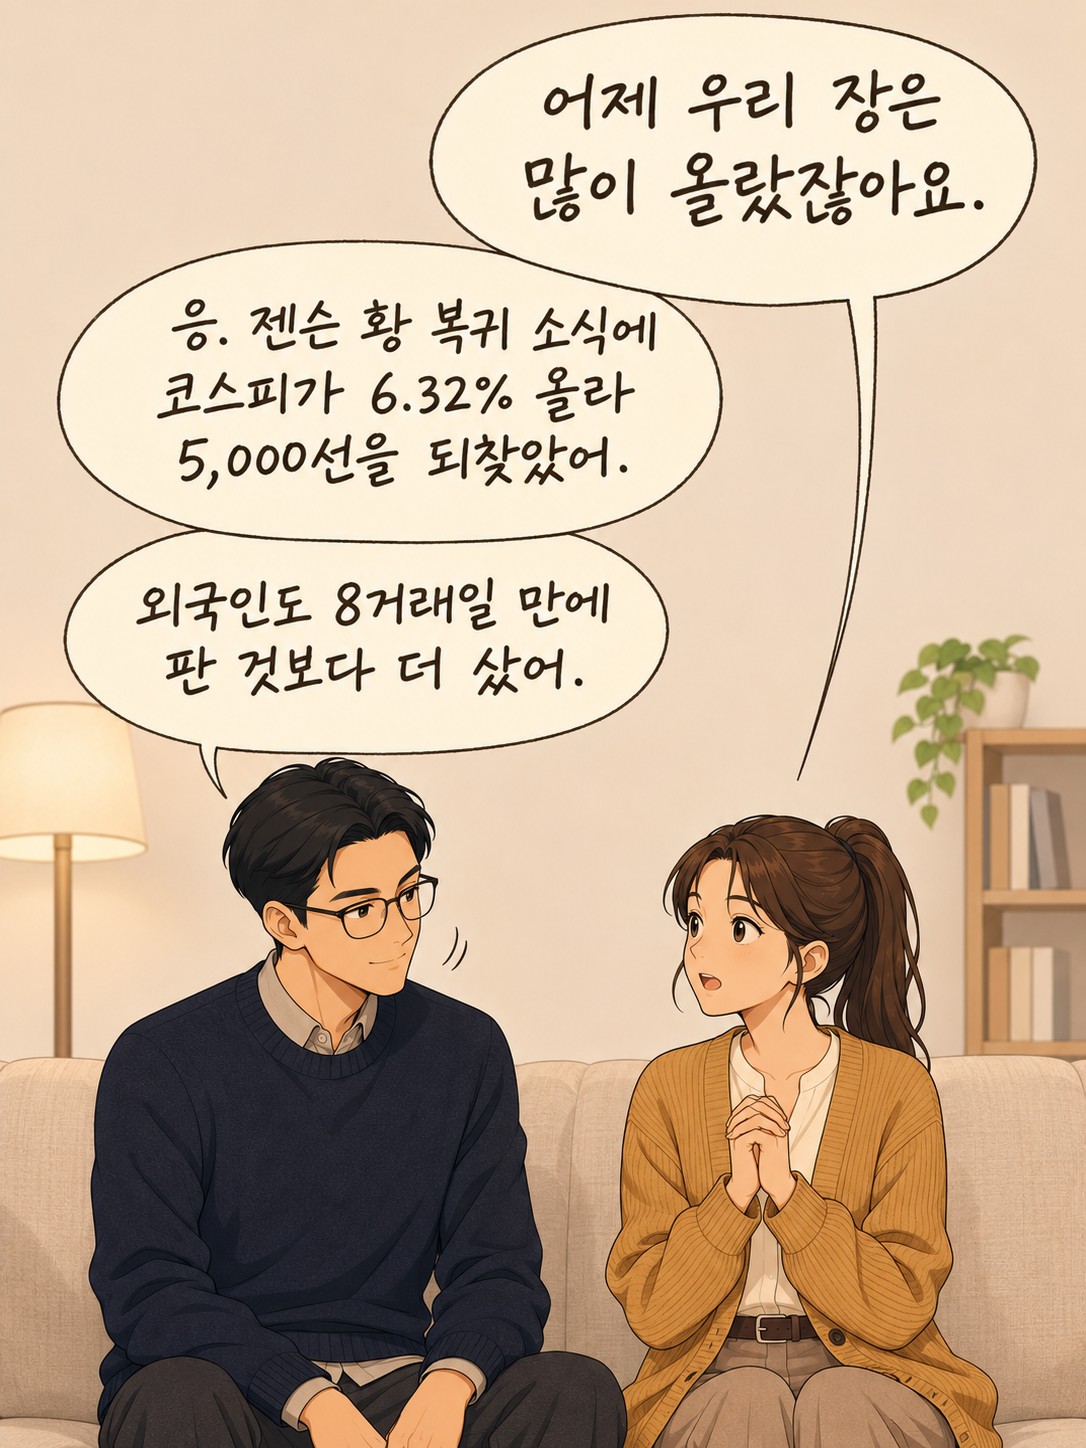 어제 우리 장은
많이 올랐잖아요.
응. 젠슨 황 복귀 소식에
코스피가 6.32% 올라
5,000선을 되찾았어.
외국인도 8거래일 만에
판 것보다 더 샀어.